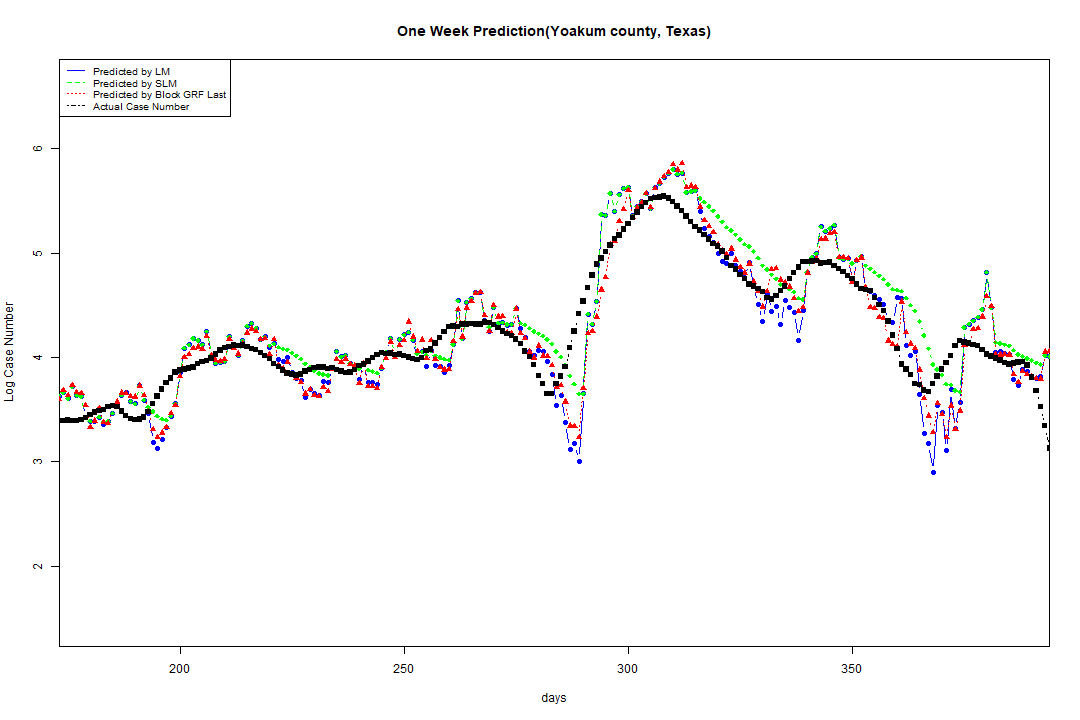 One Week Prediction(Yoakum county, Texas)
Predicted by LM
Predicted by SLM
Predicted by Block GRF Last
Actual Case Number
6
5
4
3
2
Log Case Number
200
250
300
350
days